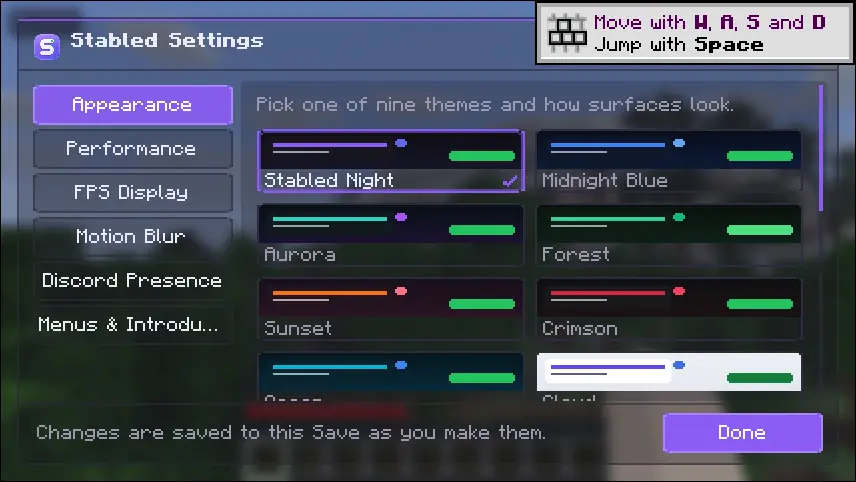 Move with W, A, S and D
Jump with Space
S
Stabled Settings
Appearance
Performance
FPS Display
Motion Blur
Discord Presence
Menus & Introdu...
Pick one of nine themes and how surfaces look.
Stabled Night
Midnight Blue
Aurora
Forest
Sunset
Crimson
Changes are saved to this Save as you make them.
Done